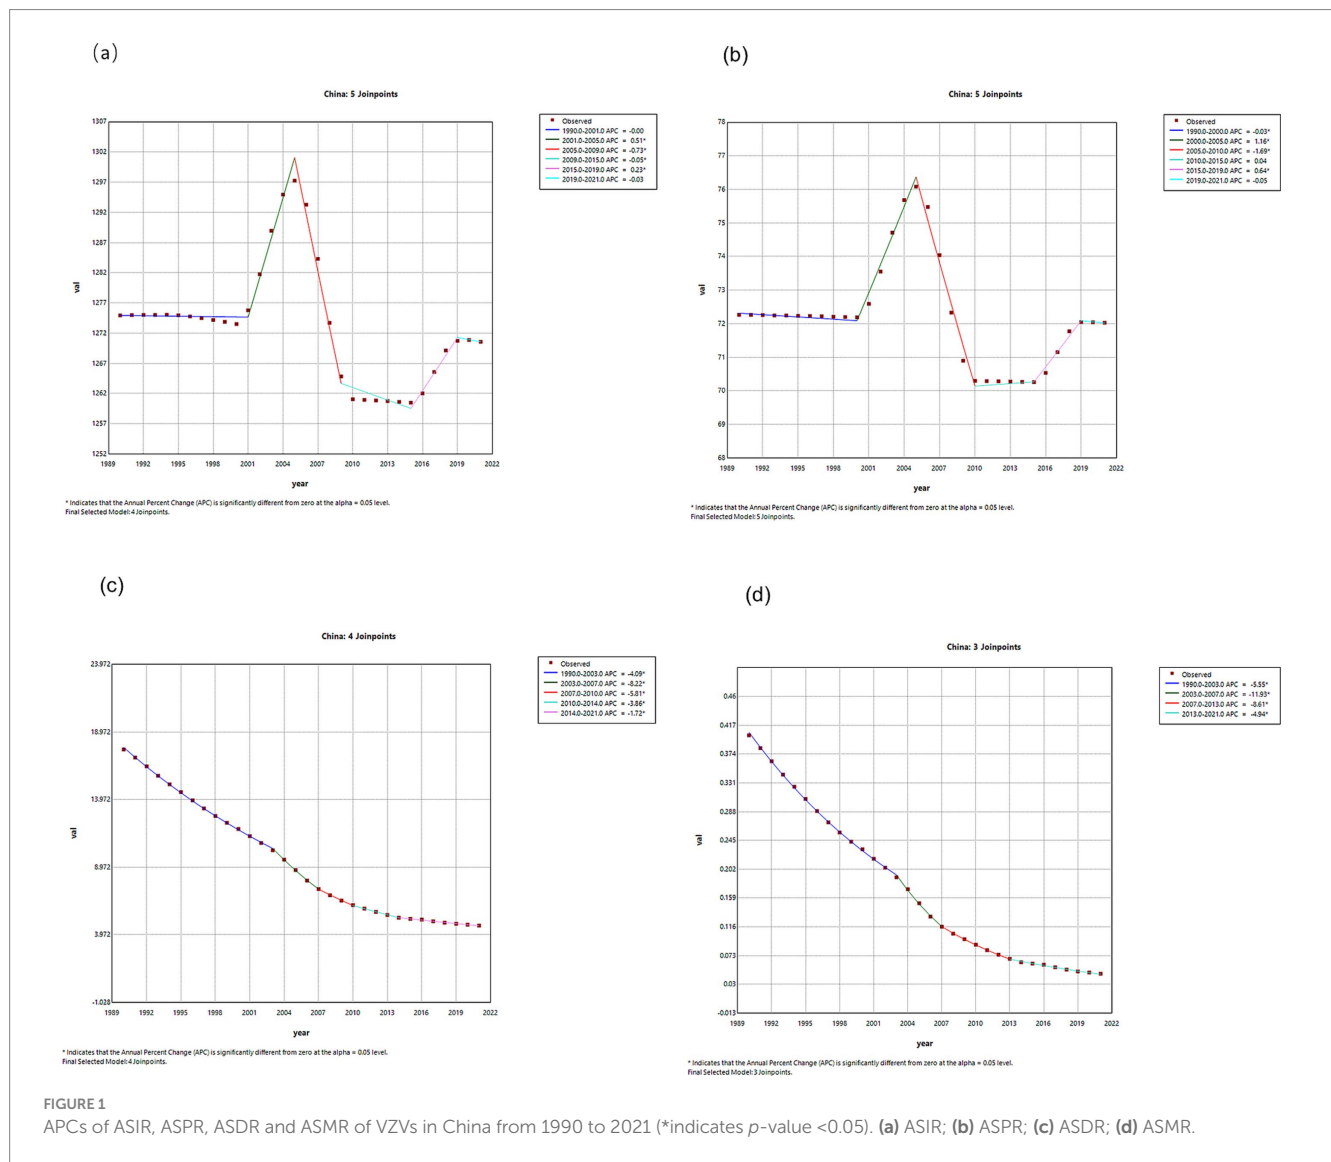 (a)
China: 5 Joinpoints
1307
1302
1297
1292
1287
1282
1277
1272
1267
1262
1257
1252
val
1989 1992 1995 1998 2001 2004 2007 2010 2013 2016 2019 2022
year
Observed
1990.0-2001.0 APC = -0.00
2001.0-2005.0 APC = 0.51*
2005.0-2009.0 APC = -0.73*
2009.0-2015.0 APC = -0.05*
2015.0-2019.0 APC = 0.23*
2019.0-2021.0 APC = -0.03
* Indicates that the Annual Percent Change (APC) is significantly different from zero at the alpha = 0.05 level.
Final Selected Model: 4 Joinpoints.
(b)
China: 5 Joinpoints
78
77
76
75
74
73
72
71
70
69
68
val
1989 1992 1995 1998 2001 2004 2007 2010 2013 2016 2019 2022
year
Observed
1990.0-2000.0 APC = -0.03*
2000.0-2005.0 APC = 1.16*
2005.0-2010.0 APC = -1.69*
2010.0-2015.0 APC = 0.04
2015.0-2019.0 APC = 0.64*
2019.0-2021.0 APC = -0.05
* Indicates that the Annual Percent Change (APC) is significantly different from zero at the alpha = 0.05 level.
Final Selected Model: 5 Joinpoints.
(c)
China: 4 Joinpoints
23.972
18.972
13.972
8.972
3.972
-1.028
val
1989 1992 1995 1998 2001 2004 2007 2010 2013 2016 2019 2022
year
Observed
1990.0-2003.0 APC = -4.09*
2003.0-2007.0 APC = -8.22*
2007.0-2010.0 APC = -5.81*
2010.0-2014.0 APC = -3.86*
2014.0-2021.0 APC = -1.72*
* Indicates that the Annual Percent Change (APC) is significantly different from zero at the alpha = 0.05 level.
Final Selected Model: 4 Joinpoints.
(d)
China: 3 Joinpoints
0.46
0.417
0.374
0.331
0.288
0.245
0.202
0.159
0.116
0.073
0.03
-0.013
val
1989 1992 1995 1998 2001 2004 2007 2010 2013 2016 2019 2022
year
Observed
1990.0-2003.0 APC = -5.55*
2003.0-2007.0 APC = -11.93*
2007.0-2013.0 APC = -8.61*
2013.0-2021.0 APC = -4.94*
* Indicates that the Annual Percent Change (APC) is significantly different from zero at the alpha = 0.05 level.
Final Selected Model: 3 Joinpoints.
FIGURE 1
APCs of ASIR, ASPR, ASDR and ASMR of VZVs in China from 1990 to 2021 (*indicates p-value <0.05). (a) ASIR; (b) ASPR; (c) ASDR; (d) ASMR.